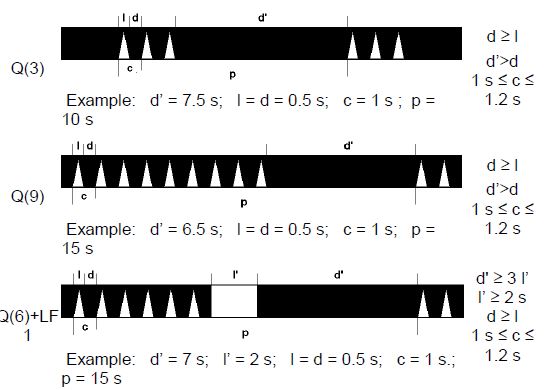 l d d'
d ≥ l
d'>d
Q(3)
1 s ≤ c ≤
1.2 s
c p
Example: d' = 7.5 s; l = d = 0.5 s; c = 1 s ; p =
10 s
l d d'
d ≥ l
d'>d
Q(9)
1 s ≤ c ≤
1.2 s
c p
Example: d' = 6.5 s; l = d = 0.5 s; c = 1 s; p =
15 s
l d l' d'
d' ≥ 3 l'
l' ≥ 2 s
d ≥ l
Q(6)+LF
1
1 s ≤ c ≤
1.2 s
c p
Example: d' = 7 s; l' = 2 s; l = d = 0.5 s; c = 1 s.;
p = 15 s